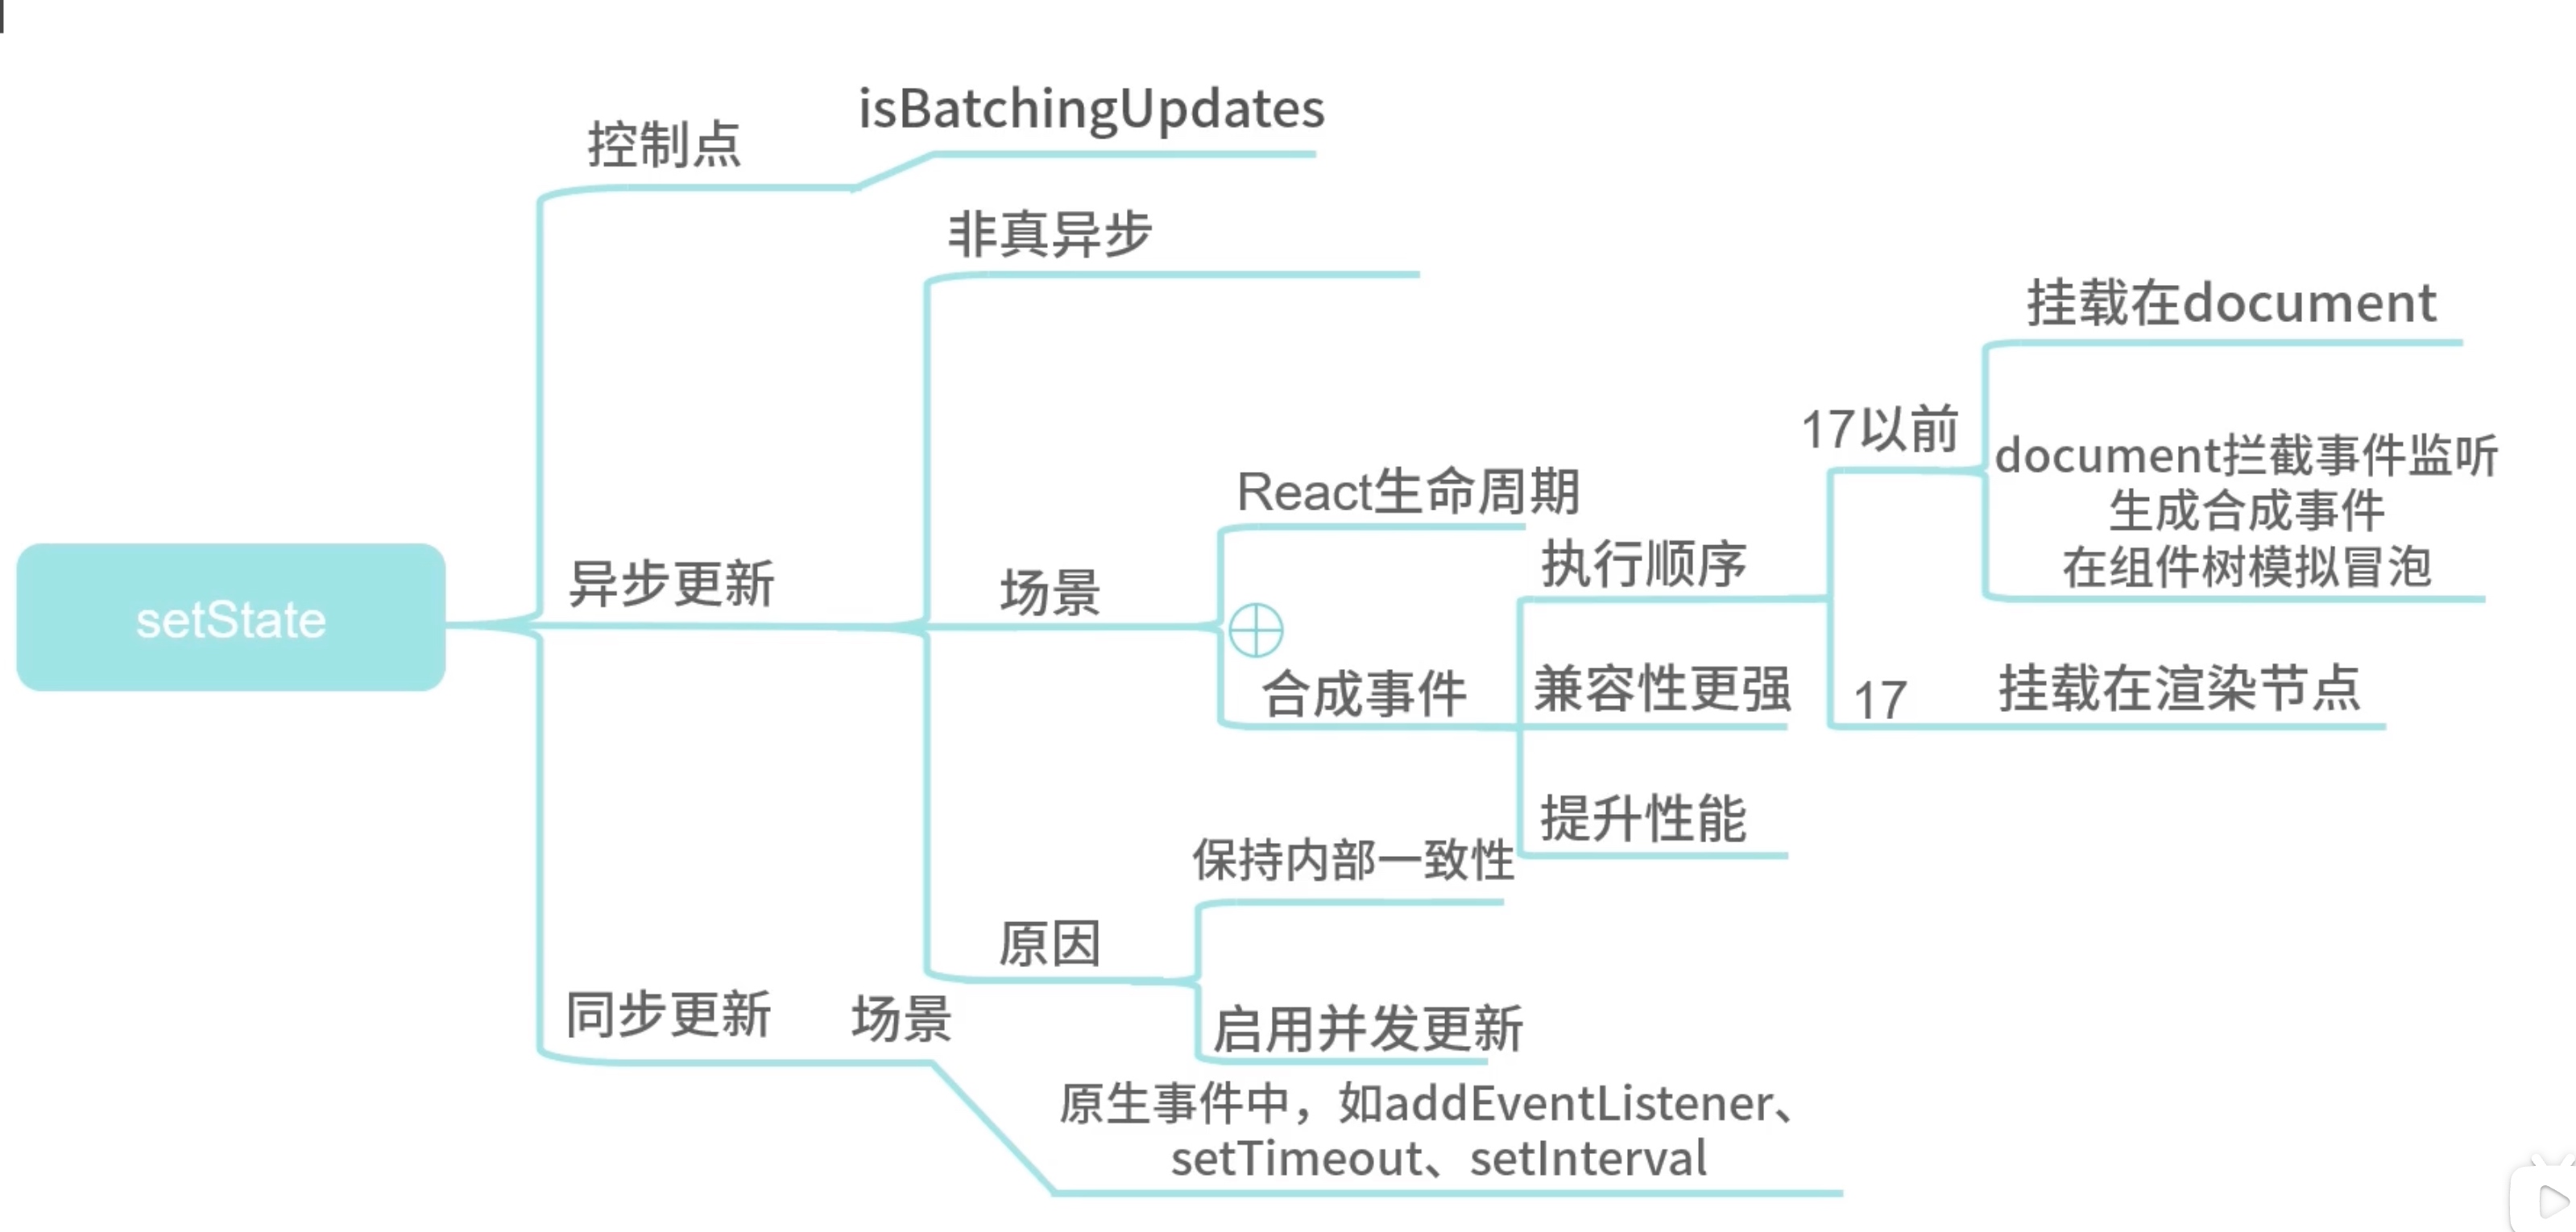 setState
控制点
isBatchingUpdates
异步更新
非真异步
场景
React生命周期
合成事件
执行顺序
17以前
挂载在document
document拦截事件监听
生成合成事件
在组件树模拟冒泡
17
挂载在渲染节点
兼容性更强
提升性能
原因
保持内部一致性
启用并发更新
同步更新
场景
原生事件中，如addEventListener、
setTimeout、setInterval